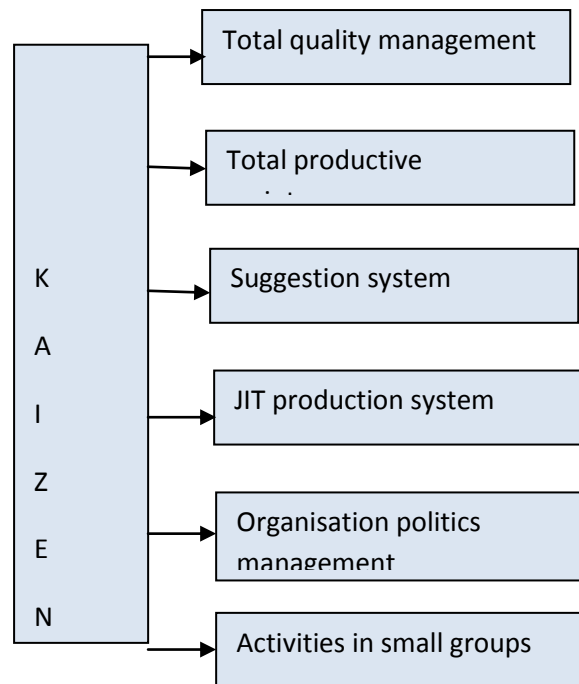 Total quality management
Total productive
Suggestion system
JIT production system
Organisation politics
management
Activities in small groups
K
A
I
Z
E
N